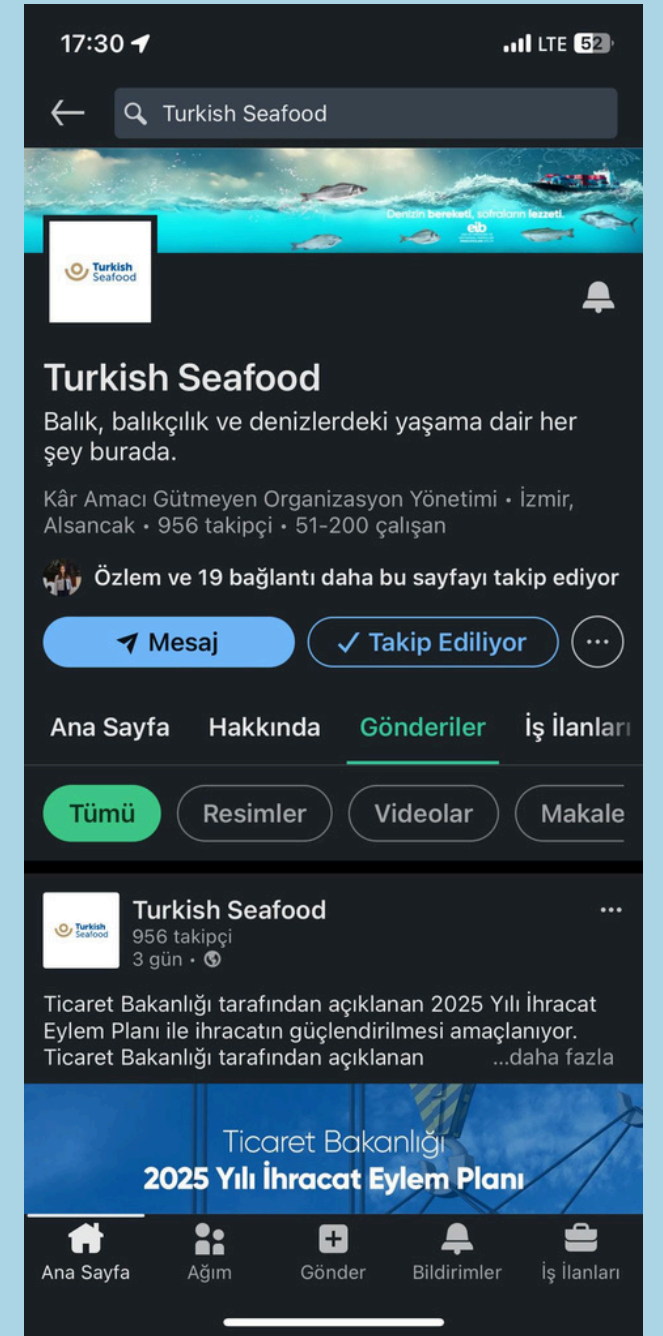 17:30
LTE 52
Turkish Seafood
Denizin bereketi, sofraların lezzeti.
eib
Turkish
Seafood
Turkish Seafood
Balık, balıkçılık ve denizlerdeki yaşama dair her
şey burada.
Kâr Amacı Gütmeyen Organizasyon Yönetimi • İzmir,
Alsancak • 956 takipçi • 51-200 çalışan
Özlem ve 19 bağlantı daha bu sayfayı takip ediyor
Mesaj
Takip Ediliyor
Ana Sayfa Hakkında Gönderiler İş İlanları
Tümü Resimler Videolar Makale
Turkish
Seafood
Turkish Seafood
956 takipçi
3 gün •
Ticaret Bakanlığı tarafından açıklanan 2025 Yılı İhracat
Eylem Planı ile ihracatın güçlendirilmesi amaçlanıyor.
Ticaret Bakanlığı tarafından açıklanan ...daha fazla
Ticaret Bakanlığı
2025 Yılı İhracat Eylem Planı
Ana Sayfa Ağım Gönder Bildirimler İş İlanları